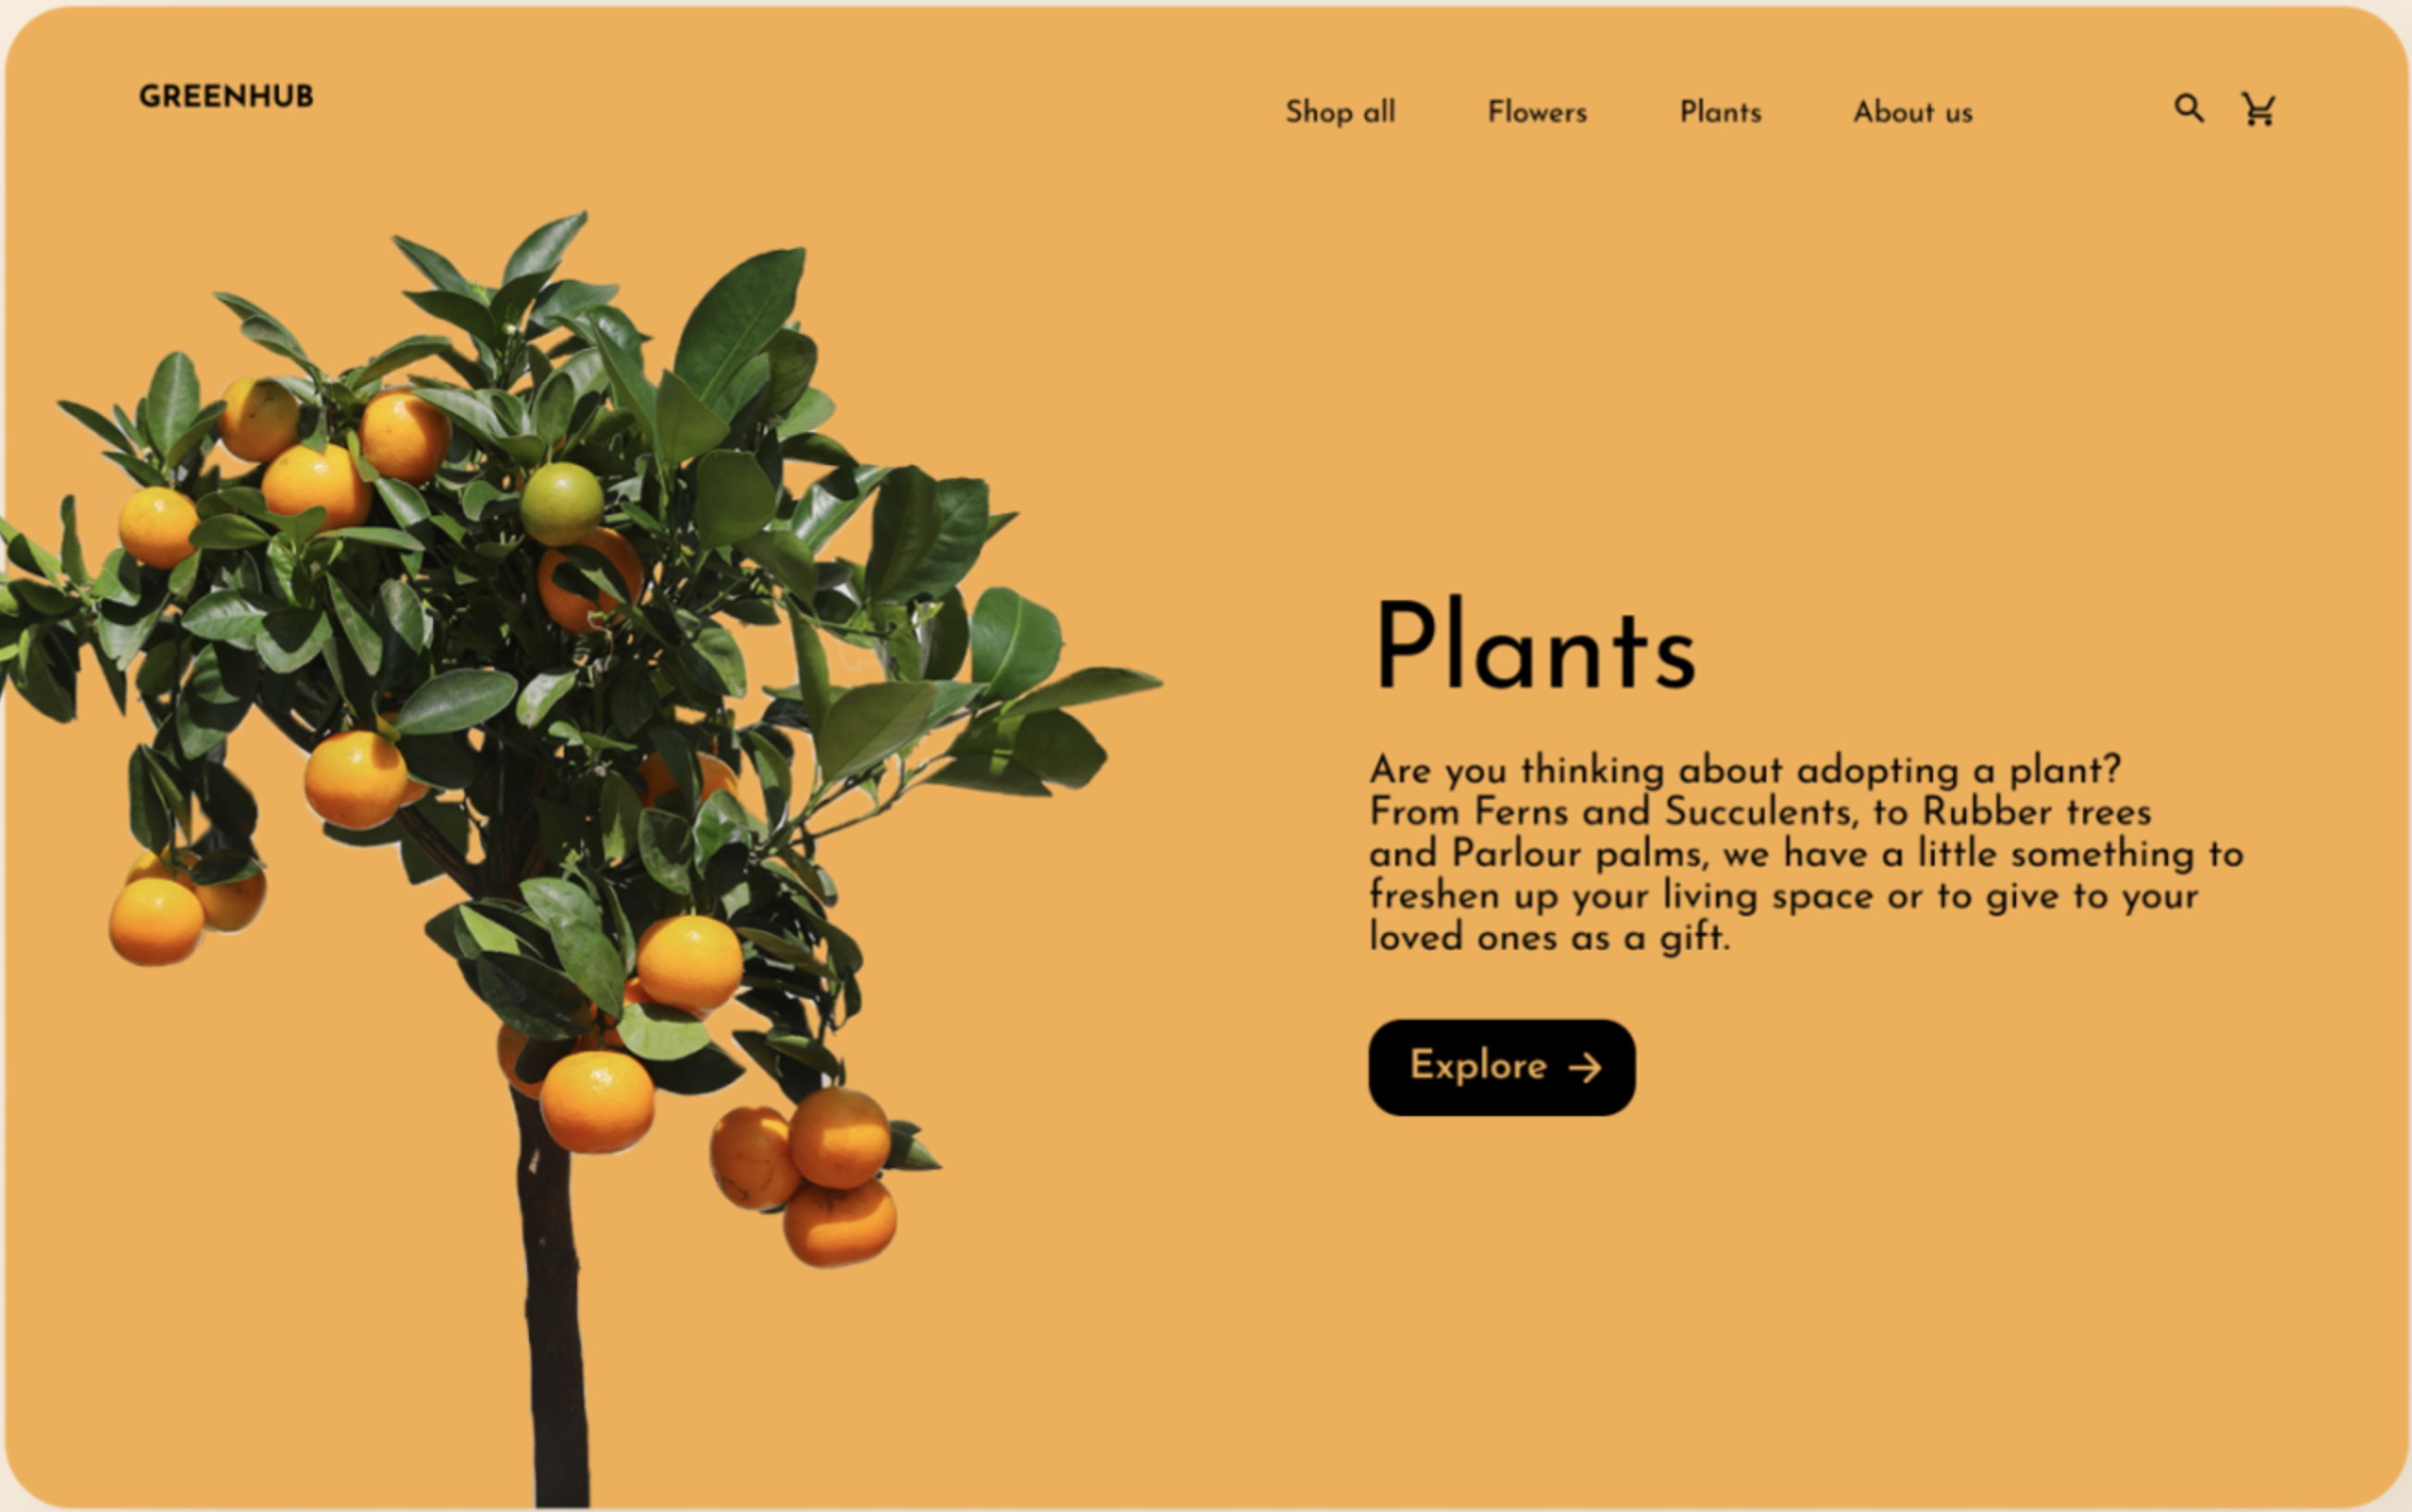 GREENHUB
Shop all Flowers Plants About us
Plants
Are you thinking about adopting a plant?
From Ferns and Succulents, to Rubber trees
and Parlour palms, we have a little something to
freshen up your living space or to give to your
loved ones as a gift.
Explore →